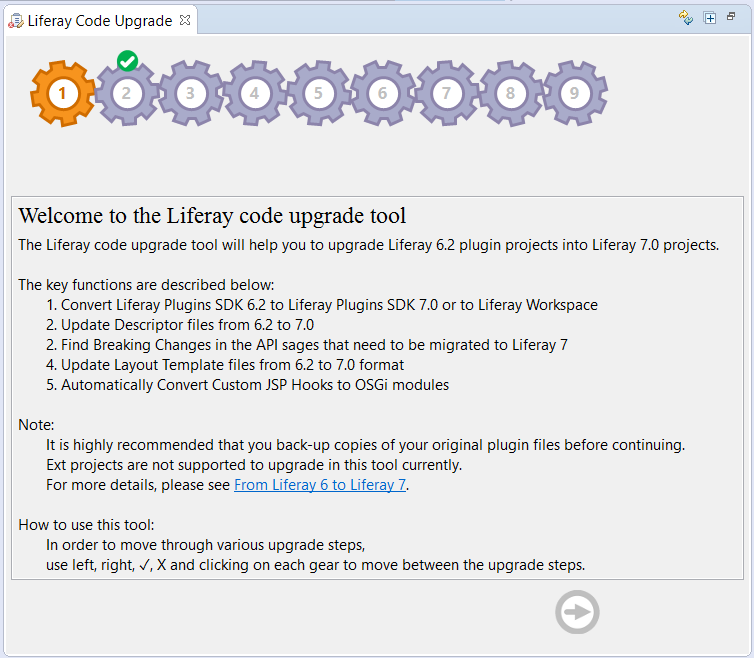 Liferay Code Upgrade
1 2 3 4 5 6 7 8 9
Welcome to the Liferay code upgrade tool
The Liferay code upgrade tool will help you to upgrade Liferay 6.2 plugin projects into Liferay 7.0 projects.
The key functions are described below:
1. Convert Liferay Plugins SDK 6.2 to Liferay Plugins SDK 7.0 or to Liferay Workspace
2. Update Descriptor files from 6.2 to 7.0
2. Find Breaking Changes in the API sages that need to be migrated to Liferay 7
4. Update Layout Template files from 6.2 to 7.0 format
5. Automatically Convert Custom JSP Hooks to OSGi modules
Note:
It is highly recommended that you back-up copies of your original plugin files before continuing.
Ext projects are not supported to upgrade in this tool currently.
For more details, please see From Liferay 6 to Liferay 7.
How to use this tool:
In order to move through various upgrade steps,
use left, right, ✓, X and clicking on each gear to move between the upgrade steps.